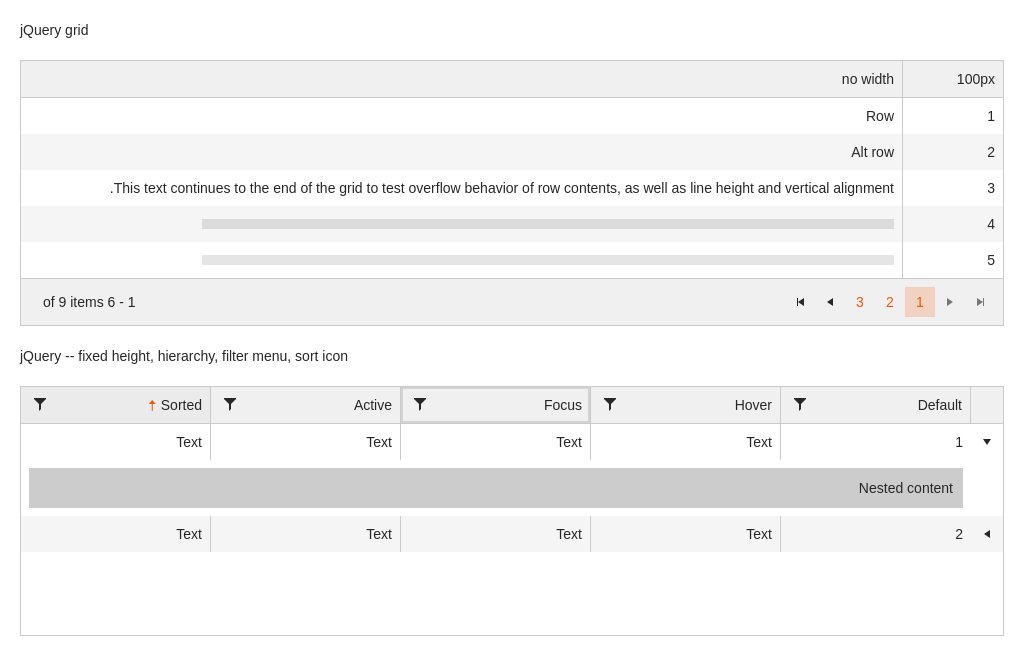 jQuery grid
no width 100px
Row 1
Alt row 2
.This text continues to the end of the grid to test overflow behavior of row contents, as well as line height and vertical alignment 3
4
5
of 9 items 6 - 1 3 2 1
jQuery -- fixed height, hierarchy, filter menu, sort icon
Sorted Active Focus Hover Default
Text Text Text Text 1
Nested content
Text Text Text Text 2